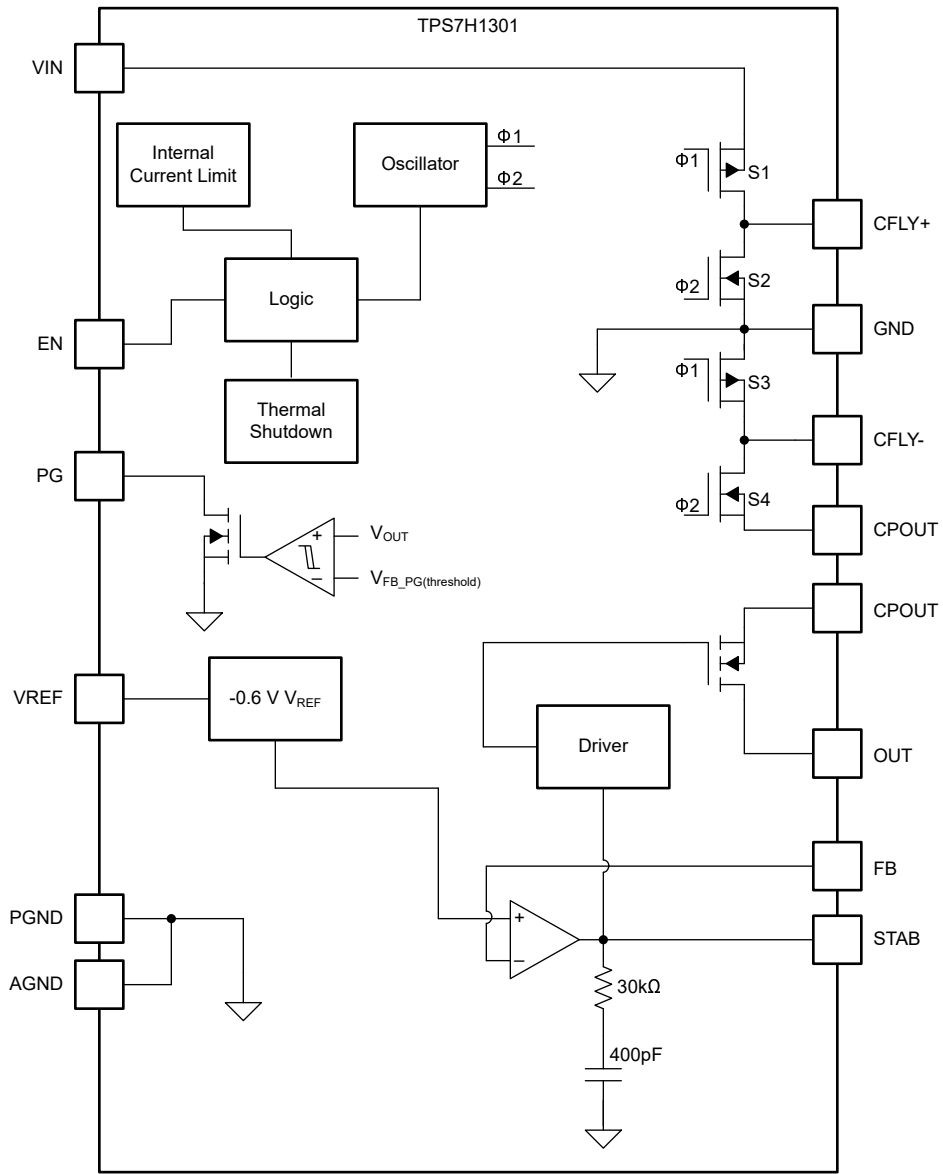 TPS7H1301
VIN
Internal
Current Limit
Oscillator
Φ1
Φ2
Φ1
S1
CFLY+
Φ2
S2
Logic
EN
GND
Φ1
S3
Thermal
Shutdown
CFLY-
PG
Φ2
S4
CPOUT
+
VOUT
−
VFB_PG(threshold)
CPOUT
VREF
-0.6 V VREF
Driver
OUT
FB
PGND
+
−
STAB
AGND
30kΩ
400pF